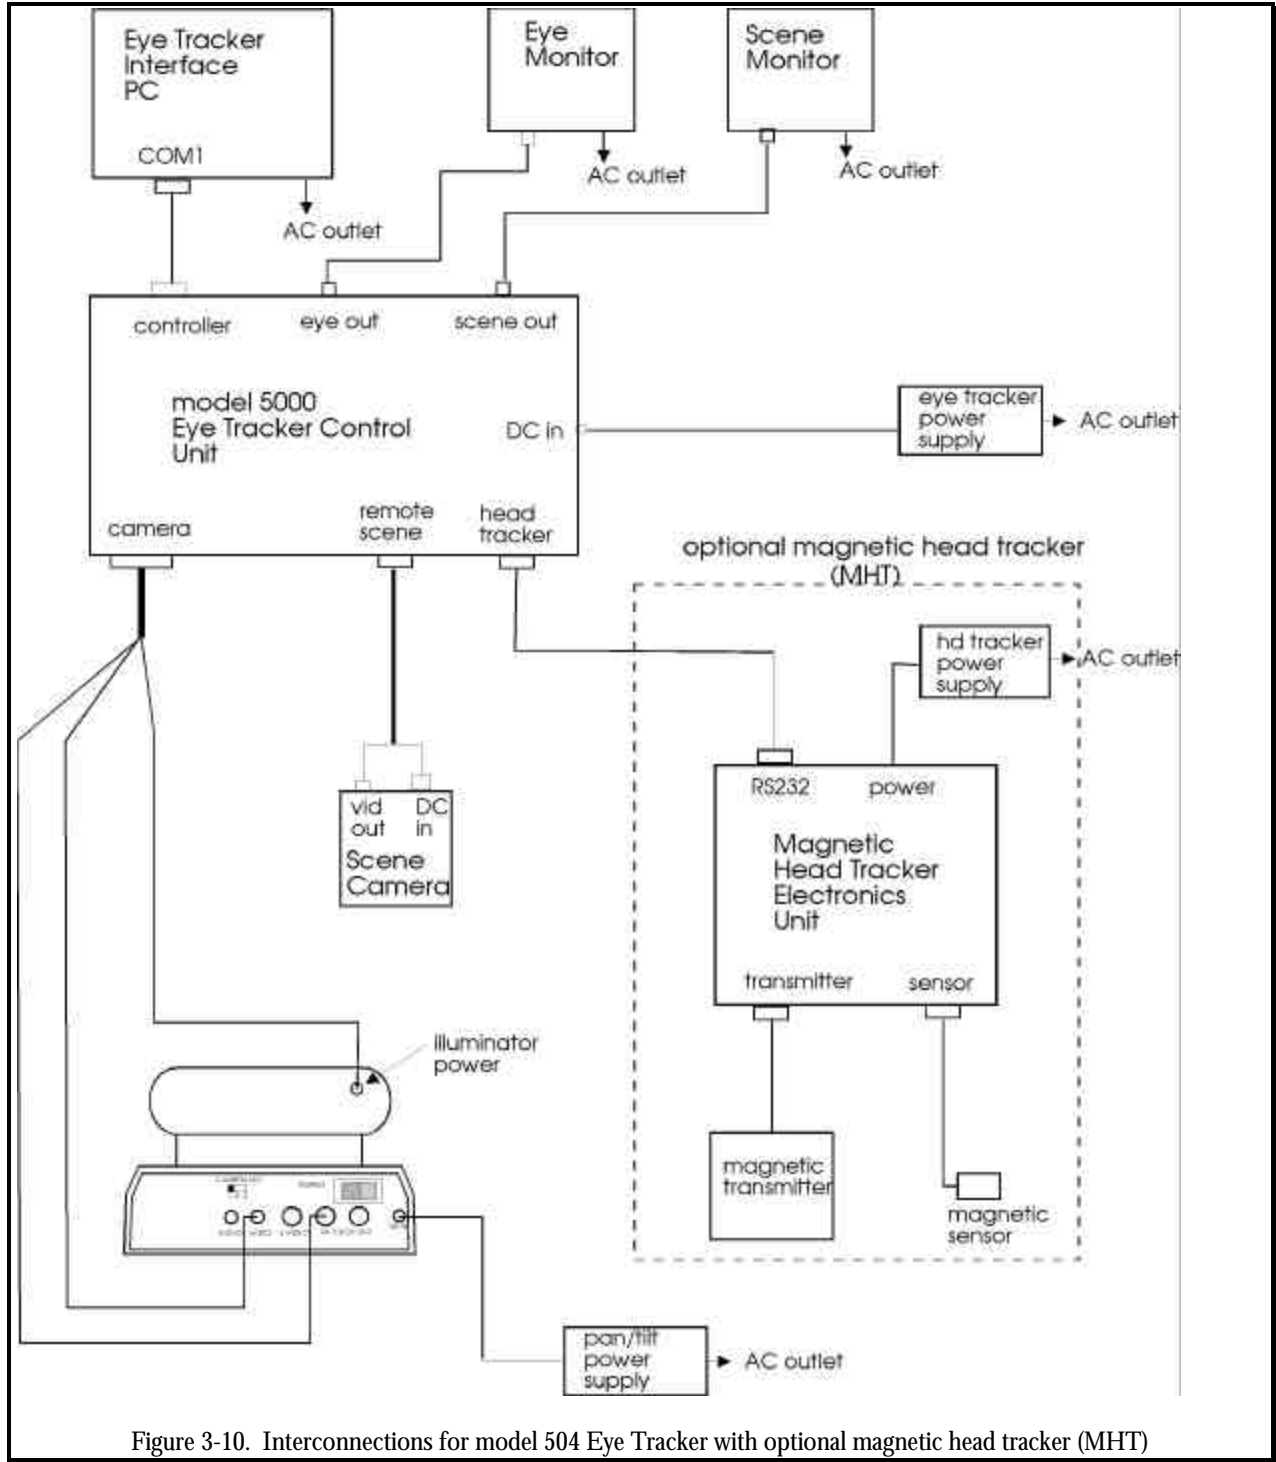 Eye Tracker
Interface
PC
COM1
AC outlet
Eye
Monitor
AC outlet
Scene
Monitor
AC outlet
controller
eye out
scene out
model 5000
Eye Tracker Control
Unit
DC in
eye tracker
power
supply
AC outlet
camera
remote
scene
head
tracker
optional magnetic head tracker
(MHT)
hd tracker
power
supply
AC outlet
RS232
power
Magnetic
Head Tracker
Electronics
Unit
transmitter
sensor
vid
out
DC
in
Scene
Camera
illuminator
power
magnetic
transmitter
magnetic
sensor
pan/tilt
power
supply
AC outlet
Figure 3-10. Interconnections for model 504 Eye Tracker with optional magnetic head tracker (MHT)